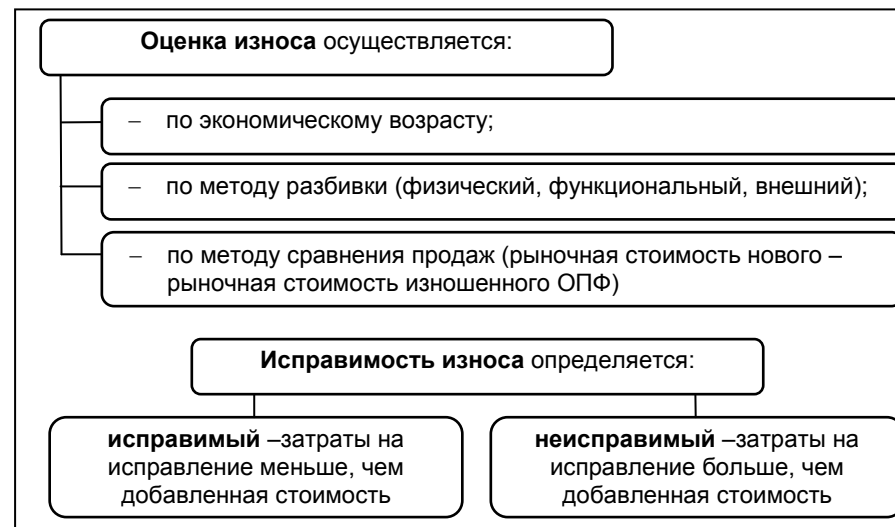 Оценка износа осуществляется:
– по экономическому возрасту;
– по методу разбивки (физический, функциональный, внешний);
– по методу сравнения продаж (рыночная стоимость нового –
рыночная стоимость изношенного ОПФ)
Исправимость износа определяется:
исправимый –затраты на
исправление меньше, чем
добавленная стоимость
неисправимый –затраты на
исправление больше, чем
добавленная стоимость